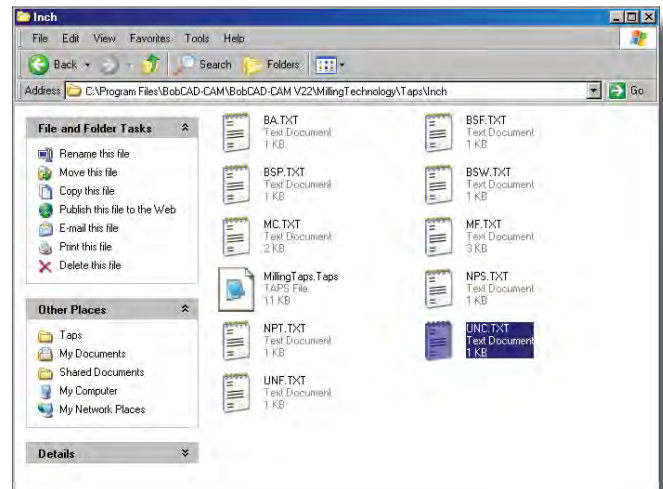 Inch
File Edit View Favorites Tools Help
Back Search Folders
Address C:\Program Files\BobCAD-CAM\BobCAD-CAM V22\MillingTechnology\Taps\Inch Go
File and Folder Tasks
Rename this file
Move this file
Copy this file
Publish this file to the Web
E-mail this file
Print this file
Delete this file
Other Places
Taps
My Documents
Shared Documents
My Computer
My Network Places
Details
BA.TXT
Text Document
1 KB
BSF.TXT
Text Document
1 KB
BSP.TXT
Text Document
1 KB
BSW.TXT
Text Document
1 KB
MC.TXT
Text Document
2 KB
MF.TXT
Text Document
3 KB
MillingTaps.Taps
TAPS File
11 KB
NPS.TXT
Text Document
1 KB
NPT.TXT
Text Document
1 KB
UNC.TXT
Text Document
1 KB
UNF.TXT
Text Document
1 KB